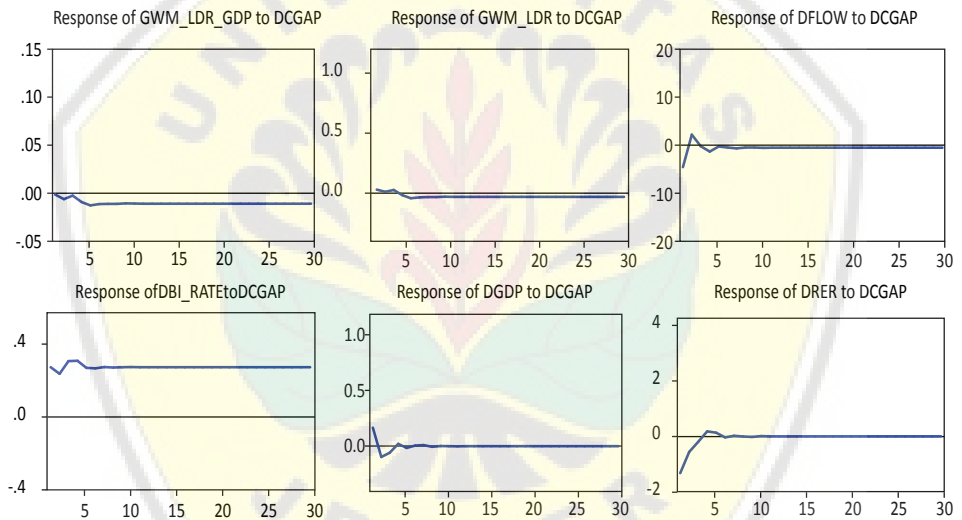 Response of GWM_LDR_GDP to DCGAP
Response of GWM_LDR to DCGAP
Response of DFLOW to DCGAP
.15
.10
.05
.00
-.05
5 10 15 20 25 30
1.0
0.5
0.0
5 10 15 20 25 30
20
10
0
-10
-20
5 10 15 20 25 30
Response ofDBI_RATEtoDCGAP
Response of DGDP to DCGAP
Response of DRER to DCGAP
.4
.0
-.4
5 10 15 20 25 30
1.0
0.5
0.0
5 10 15 20 25 30
4
2
0
-2
5 10 15 20 25 30